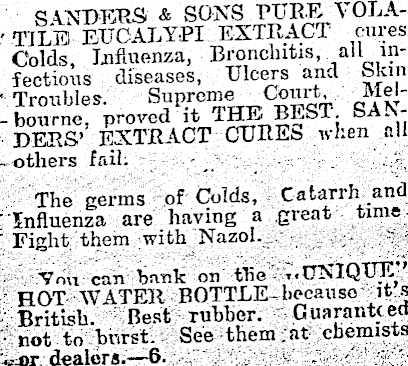 SANDERS & SONS PURE VOLA-
TILE EUCALYPI EXTRACT cures
Colds, Influenza, Bronchitis, all in-
fectious diseases, Ulcers and Skin
Troubles. Supreme Court, Mel-
bourne, proved it THE BEST. SAN-
DERS' EXTRACT CURES when all
others fail.
The germs of Colds, Catarrh and
Influenza are having a great time
Fight them with Nazol.
You can bank on the "UNIQUE"
HOT WATER BOTTLE because it's
British. Best rubber. Guaranteed
not to burst. See them at chemists
or dealers.—6.